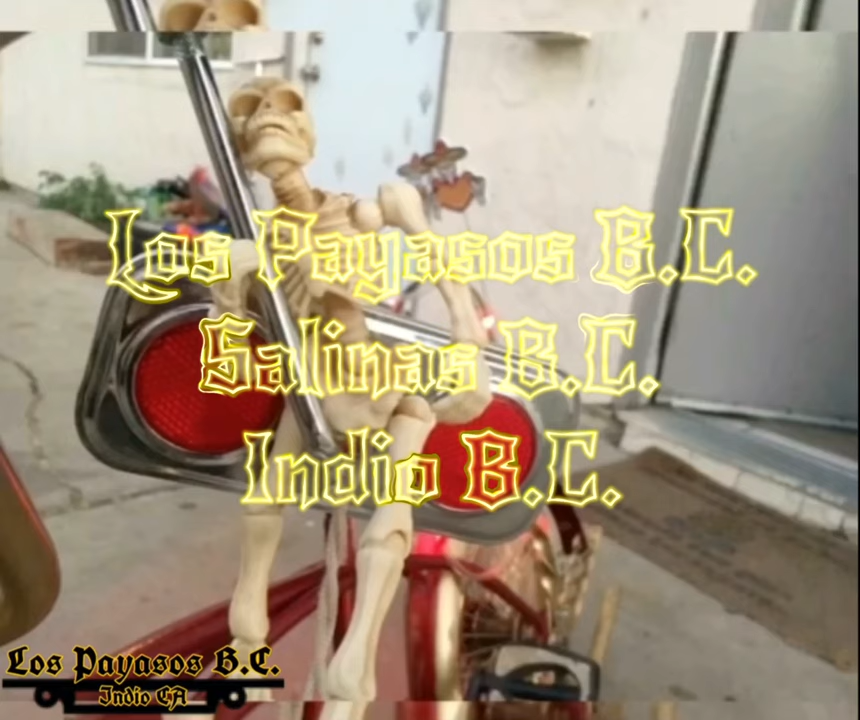 Los Payasos B.C.
Salinas B.C.
Indio B.C.
Los Payasos B.C.
Indio CA